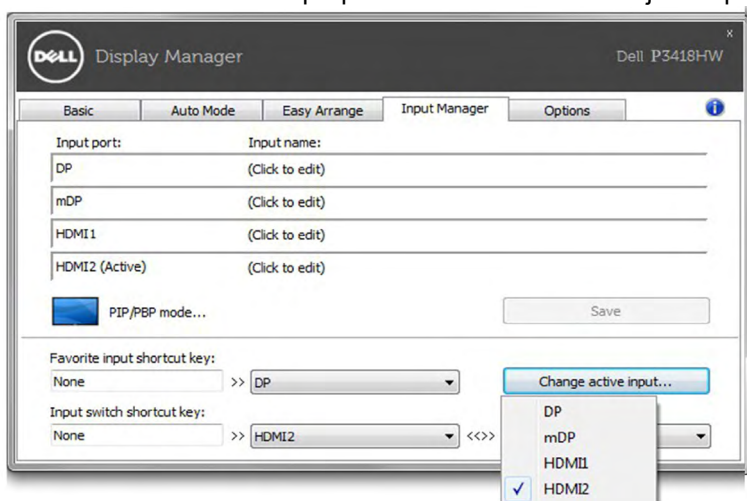 DELL Display Manager
x
Dell P3418HW
Basic Auto Mode Easy Arrange Input Manager Options i
Input port: Input name:
DP (Click to edit)
mDP (Click to edit)
HDMI1 (Click to edit)
HDMI2 (Active) (Click to edit)
PIP/PBP mode... Save
Favorite input shortcut key:
None >> DP Change active input...
Input switch shortcut key:
None >> HDMI2 <<>>
DP
mDP
HDMI1
HDMI2